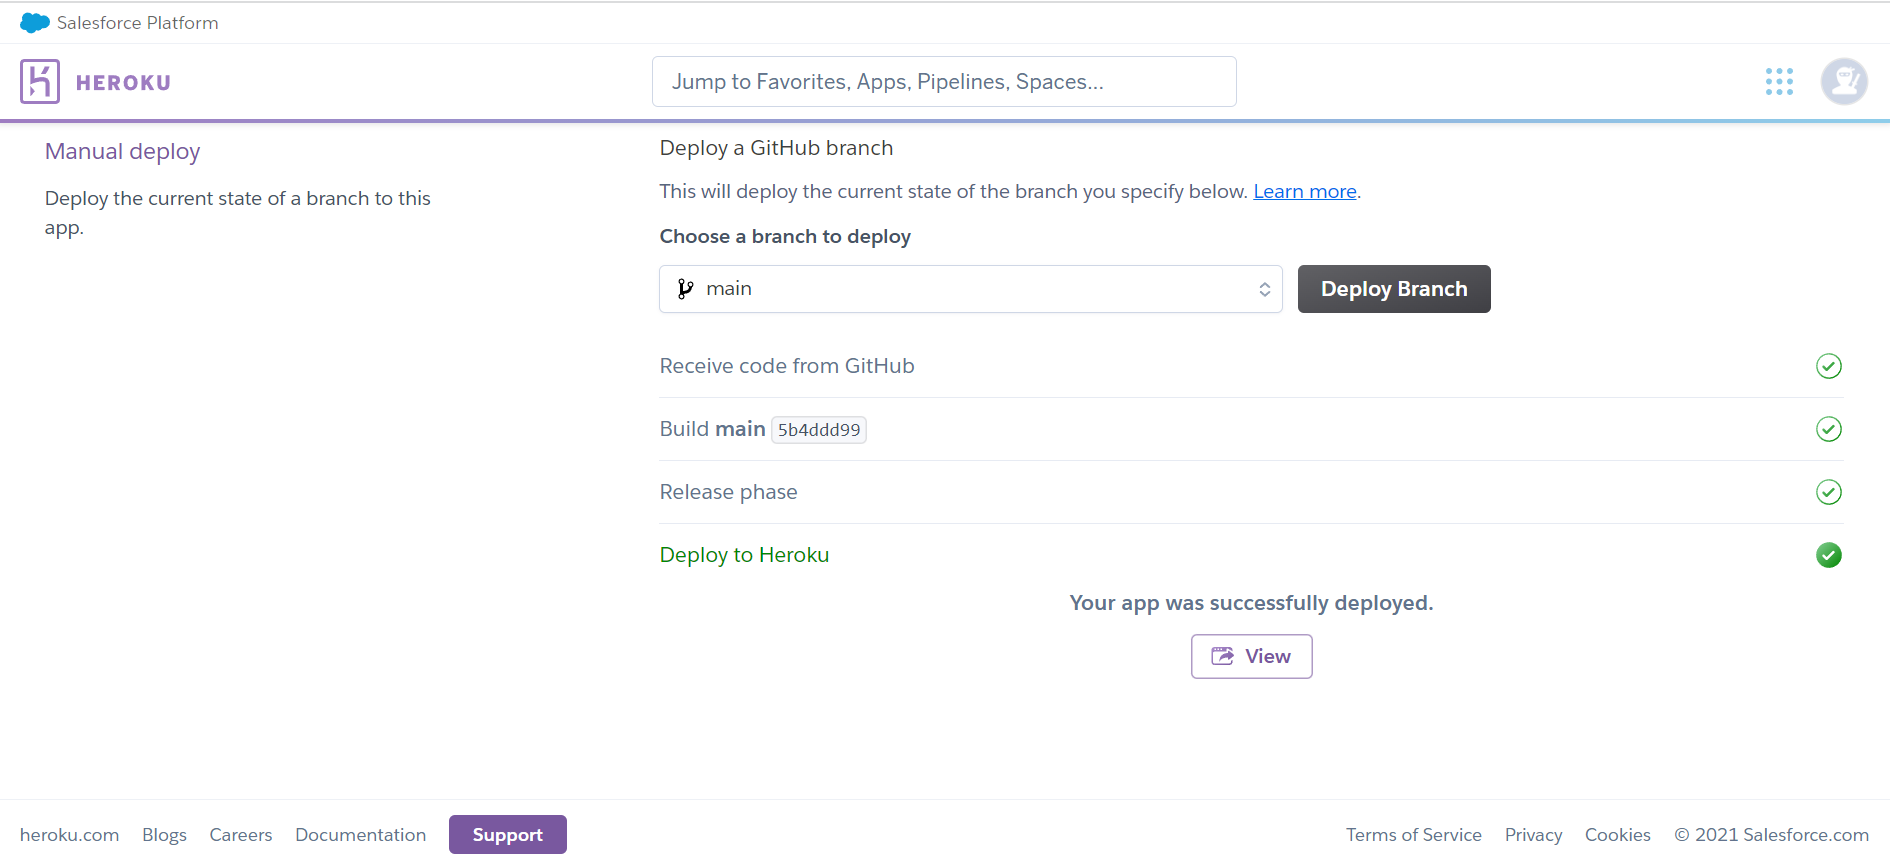 Salesforce Platform
HEROKU
Jump to Favorites, Apps, Pipelines, Spaces...
Manual deploy
Deploy the current state of a branch to this
app.
Deploy a GitHub branch
This will deploy the current state of the branch you specify below. Learn more.
Choose a branch to deploy
main
Deploy Branch
Receive code from GitHub
Build main 5b4ddd99
Release phase
Deploy to Heroku
Your app was successfully deployed.
View
heroku.com Blogs Careers Documentation Support Terms of Service Privacy Cookies © 2021 Salesforce.com